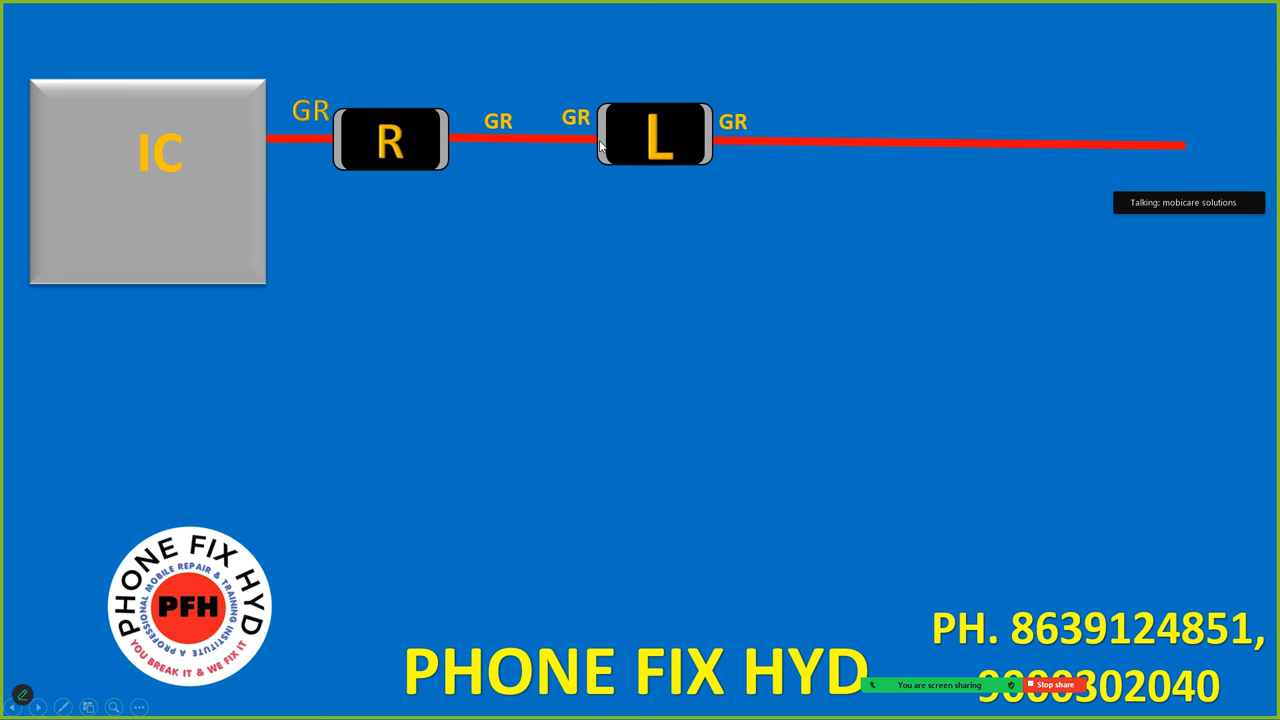 IC
GR
R
GR
GR
L
GR
Talking: mobicare solutions
PHONE FIX HYD
A PROFESSIONAL MOBILE REPAIR & TRAINING INSTITUTE
PFH
YOU BREAK IT & WE FIX IT
PHONE FIX HYD
PH. 8639124851,
302040
You are screen sharing
Stop share